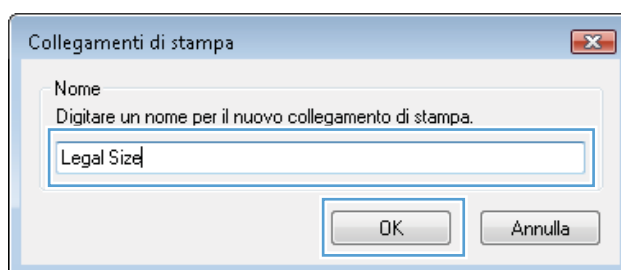 Collegamenti di stampa
Nome
Digitare un nome per il nuovo collegamento di stampa.
Legal Size
OK
Annulla